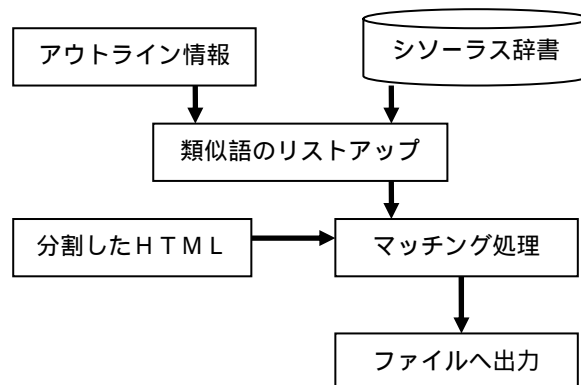 アウトライン情報
シソーラス辞書
類似語のリストアップ
分割したＨＴＭＬ
マッチング処理
ファイルへ出力